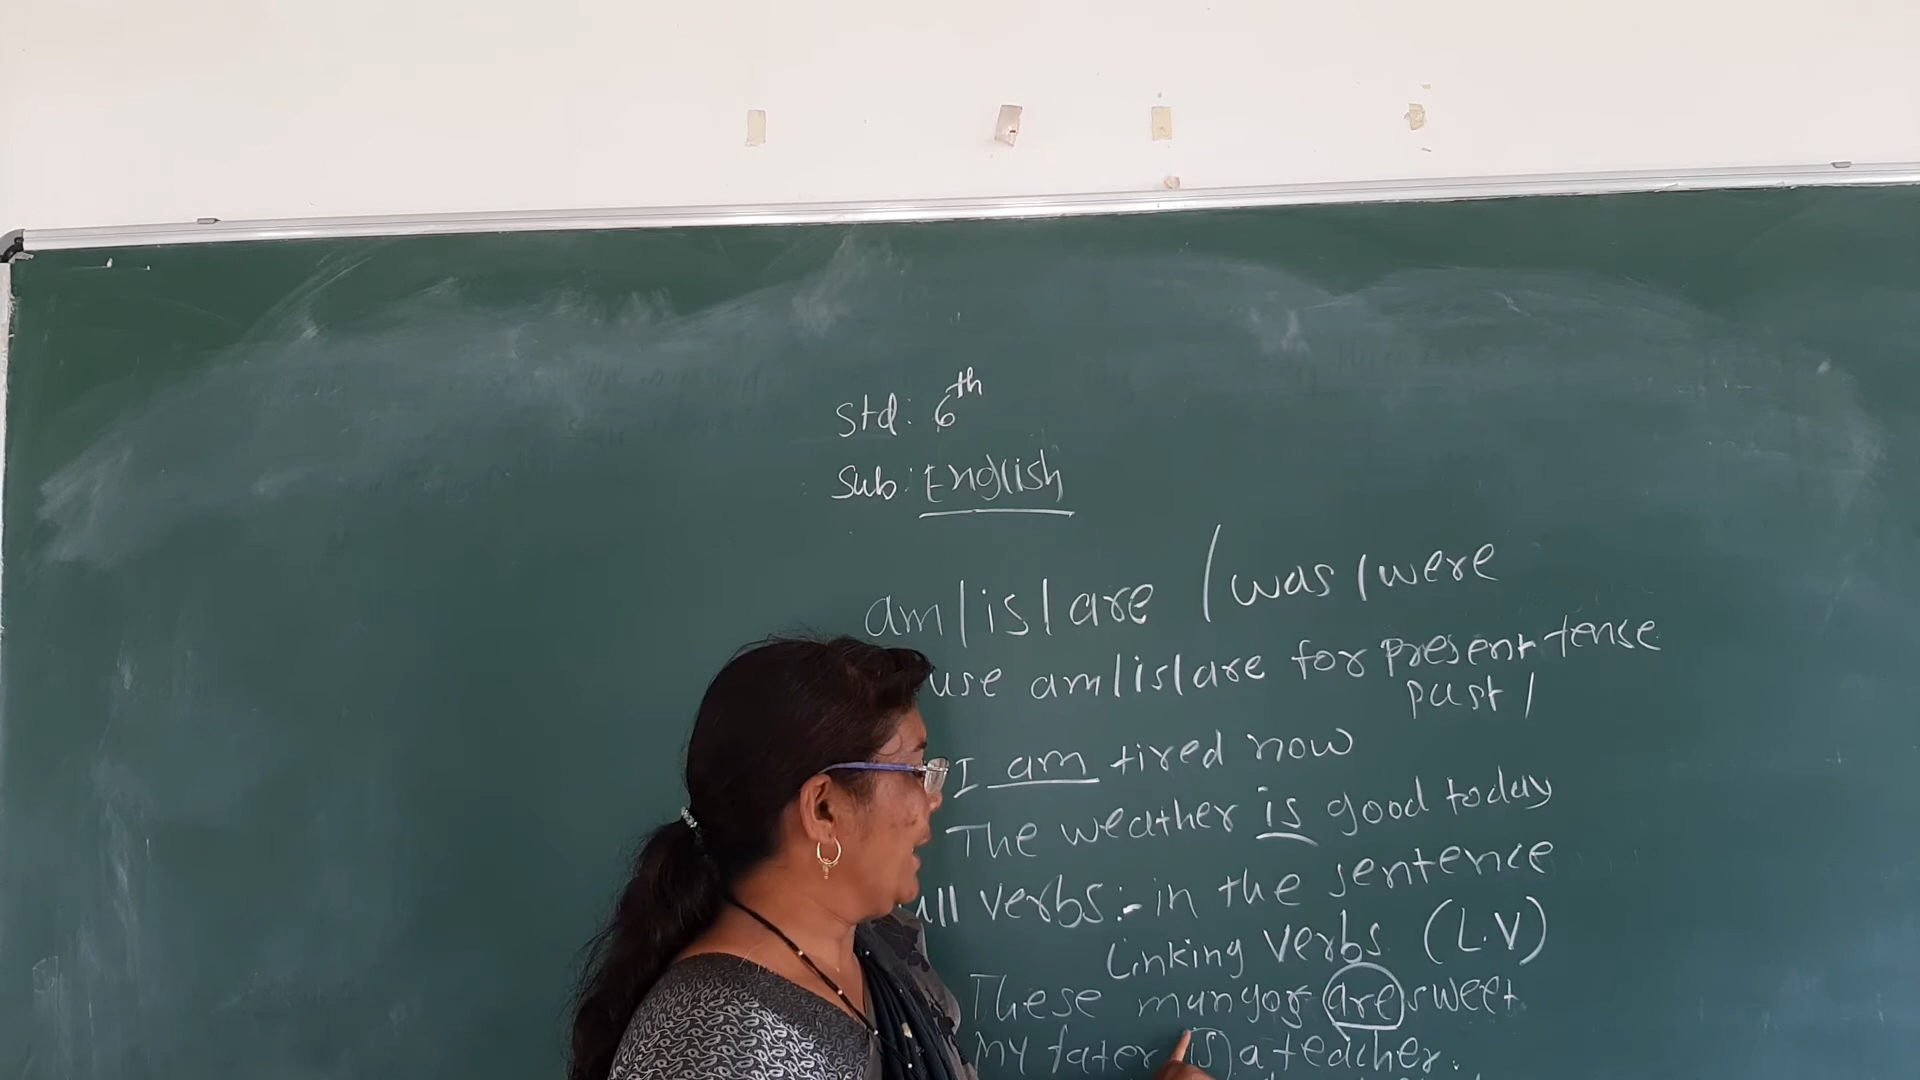 Std: 6th
Sub: English
am/is/are / was / were
use am/is/are for present tense
past /
I am tired now
The weather is good today
ull verbs :- in the sentence
Linking verbs (L.V)
These mangos are sweet
My fater is a teacher.